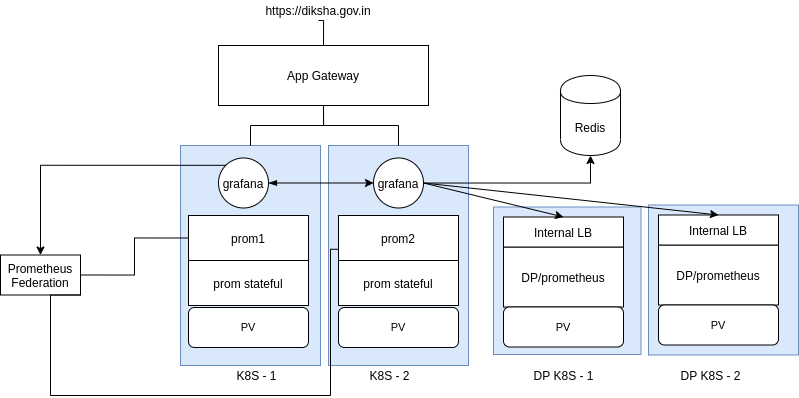 https://diksha.gov.in
App Gateway
Redis
grafana
grafana
prom1
prom2
Internal LB
Internal LB
Prometheus
Federation
prom stateful
prom stateful
DP/prometheus
DP/prometheus
PV
PV
PV
PV
K8S - 1
K8S - 2
DP K8S - 1
DP K8S - 2